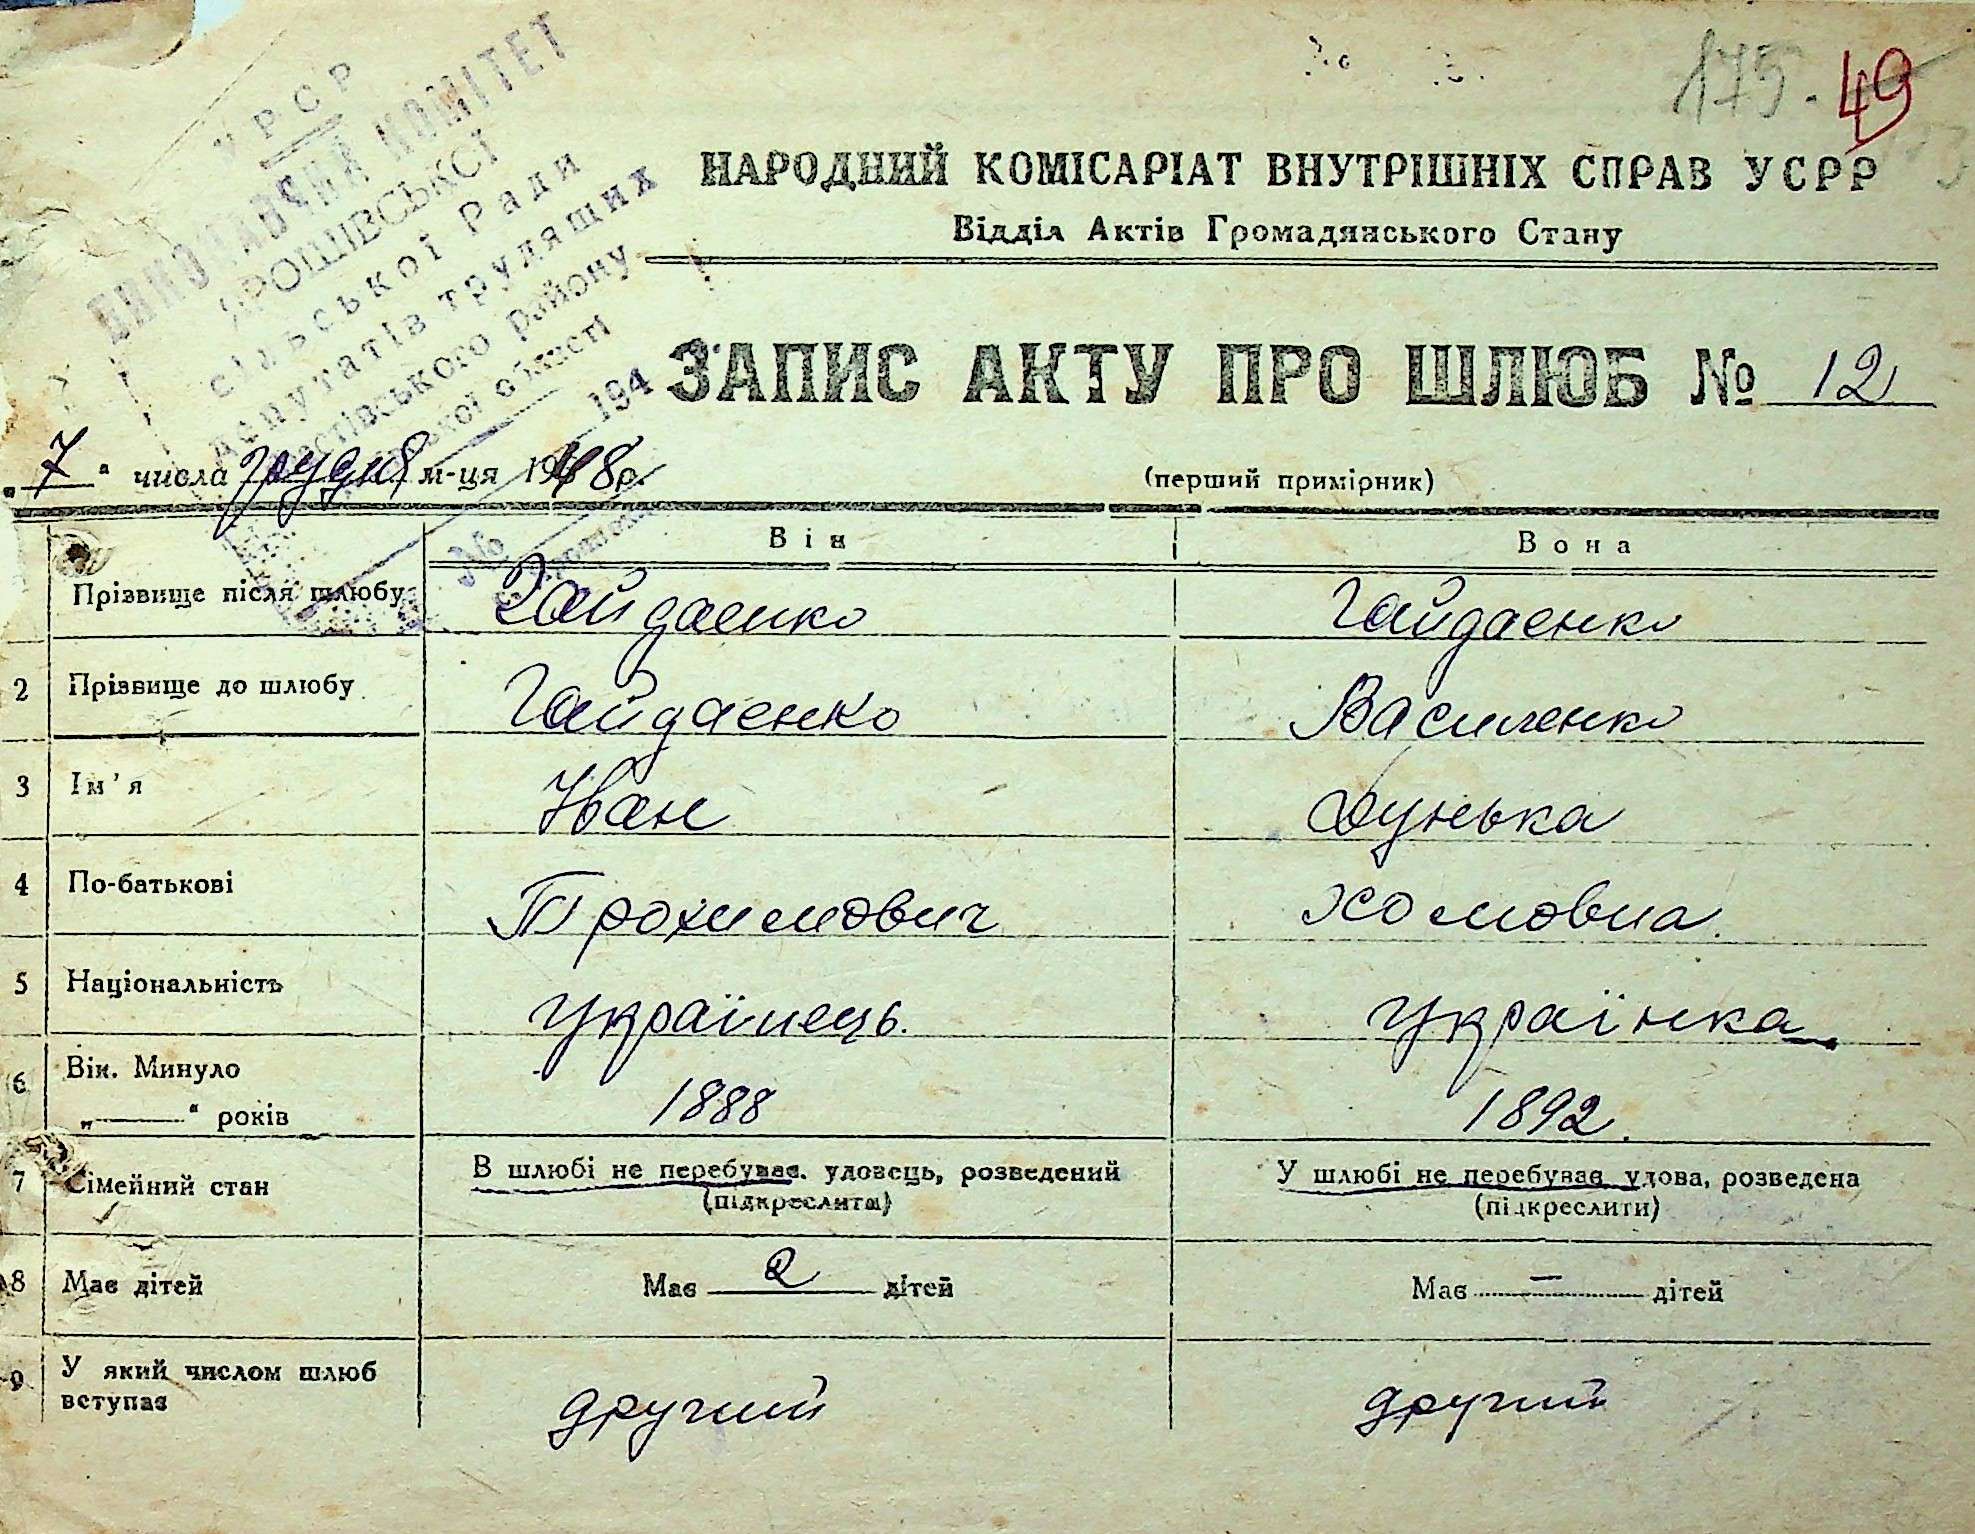 175. 49
УРСР
ВИКОНАВЧИЙ КОМІТЕТ
ЯРОШІВСЬКОЇ
сільської Ради
депутатів трудящих
району
області
194
№
НАРОДНИЙ КОМІСАРІАТ ВНУТРІШНІХ СПРАВ УСРР
Відділ Актів Громадянського Стану
ЗАПИС АКТУ ПРО ШЛЮБ № 12
„7" числа грудня м-ця 1948 р.
(перший примірник)
Він Вона
Прізвище після шлюбу Гайдаенко Гайдаенко
2 Прізвище до шлюбу Гайдаенко Василенко
3 Ім'я Иван Дунька
4 По-батькові Трохимович Хомовна
5 Національність українець. українка
6 Вік. Минуло
„——" років 1888 1892.
7 Сімейний стан В шлюбі не перебуває. удовець, розведений У шлюбі не перебуває удова, розведена
(підкреслити) (підкреслити)
8 Має дітей Має 2 дітей Має — дітей
9 У який числом шлюб
вступає другий другий